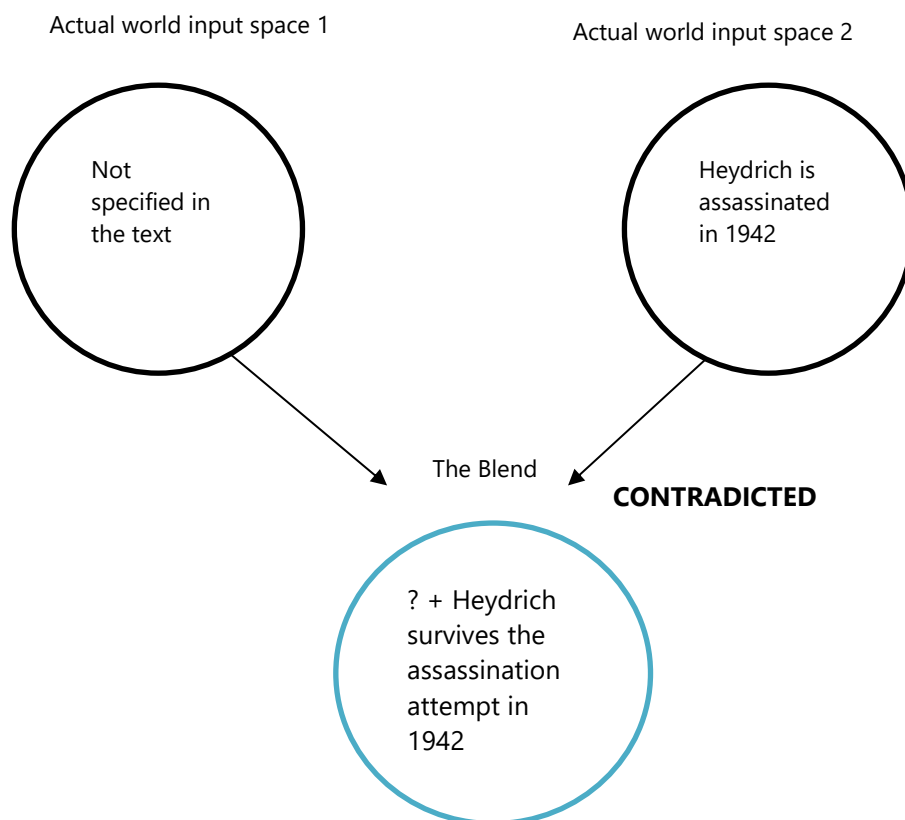 Actual world input space 1
Actual world input space 2
Not
specified in
the text
Heydrich is
assassinated
in 1942
The Blend
CONTRADICTED
? + Heydrich
survives the
assassination
attempt in
1942